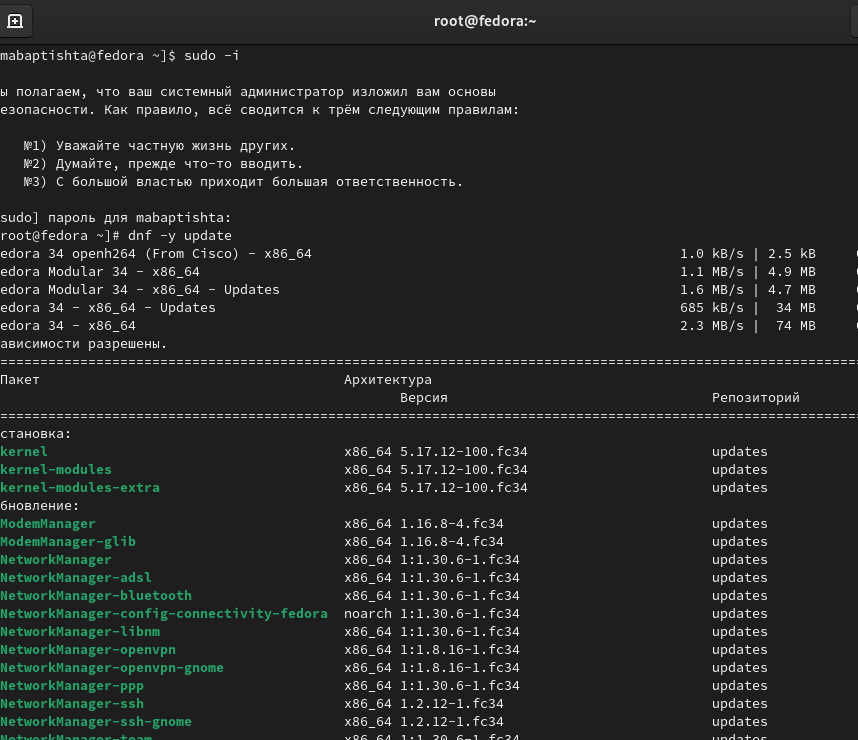 root@fedora:~
mabaptishta@fedora ~]$ sudo -i
ы полагаем, что ваш системный администратор изложил вам основы
езопасности. Как правило, всё сводится к трём следующим правилам:
№1) Уважайте частную жизнь других.
№2) Думайте, прежде что-то вводить.
№3) С большой властью приходит большая ответственность.
sudo] пароль для mabaptishta:
root@fedora ~]# dnf -y update
edora 34 openh264 (From Cisco) - x86_64 1.0 kB/s | 2.5 kB
edora Modular 34 - x86_64 1.1 MB/s | 4.9 MB
edora Modular 34 - x86_64 - Updates 1.6 MB/s | 4.7 MB
edora 34 - x86_64 - Updates 685 kB/s | 34 MB
edora 34 - x86_64 2.3 MB/s | 74 MB
ависимости разрешены.
================================================================================
Пакет Архитектура
Версия Репозиторий
================================================================================
становка:
kernel x86_64 5.17.12-100.fc34 updates
kernel-modules x86_64 5.17.12-100.fc34 updates
kernel-modules-extra x86_64 5.17.12-100.fc34 updates
бновление:
ModemManager x86_64 1.16.8-4.fc34 updates
ModemManager-glib x86_64 1.16.8-4.fc34 updates
NetworkManager x86_64 1:1.30.6-1.fc34 updates
NetworkManager-adsl x86_64 1:1.30.6-1.fc34 updates
NetworkManager-bluetooth x86_64 1:1.30.6-1.fc34 updates
NetworkManager-config-connectivity-fedora noarch 1:1.30.6-1.fc34 updates
NetworkManager-libnm x86_64 1:1.30.6-1.fc34 updates
NetworkManager-openvpn x86_64 1:1.8.16-1.fc34 updates
NetworkManager-openvpn-gnome x86_64 1:1.8.16-1.fc34 updates
NetworkManager-ppp x86_64 1:1.30.6-1.fc34 updates
NetworkManager-ssh x86_64 1.2.12-1.fc34 updates
NetworkManager-ssh-gnome x86_64 1.2.12-1.fc34 updates
NetworkManager-team x86_64 1:1.30.6-1.fc34 updates